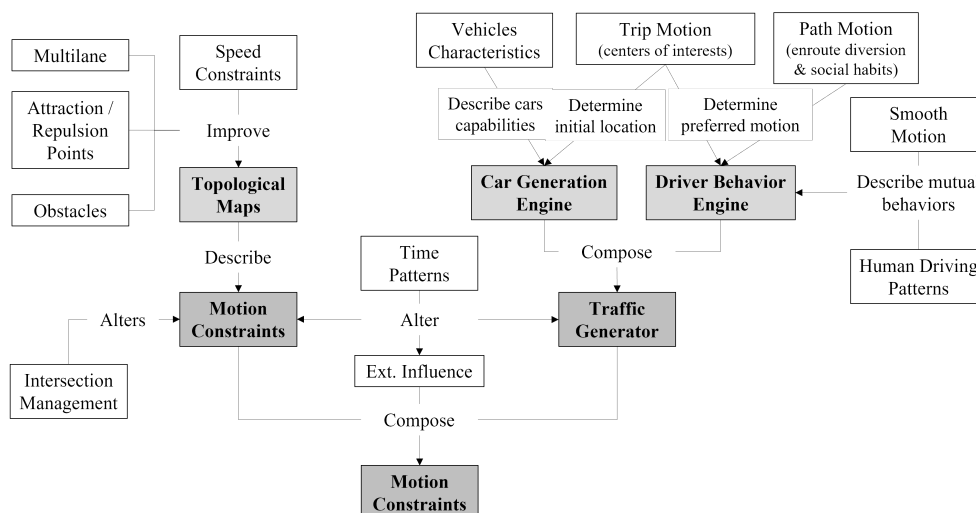 Multilane
Speed
Constraints
Attraction /
Repulsion
Points
Improve
Obstacles
Topological
Maps
Describe
Alters
Motion
Constraints
Intersection
Management
Time
Patterns
Alter
Ext. Influence
Compose
Motion
Constraints
Vehicles
Characteristics
Trip Motion
(centers of interests)
Path Motion
(enroute diversion
& social habits)
Describe cars
capabilities
Determine
initial location
Determine
preferred motion
Smooth
Motion
Car Generation
Engine
Driver Behavior
Engine
Describe mutual
behaviors
Compose
Human Driving
Patterns
Traffic
Generator